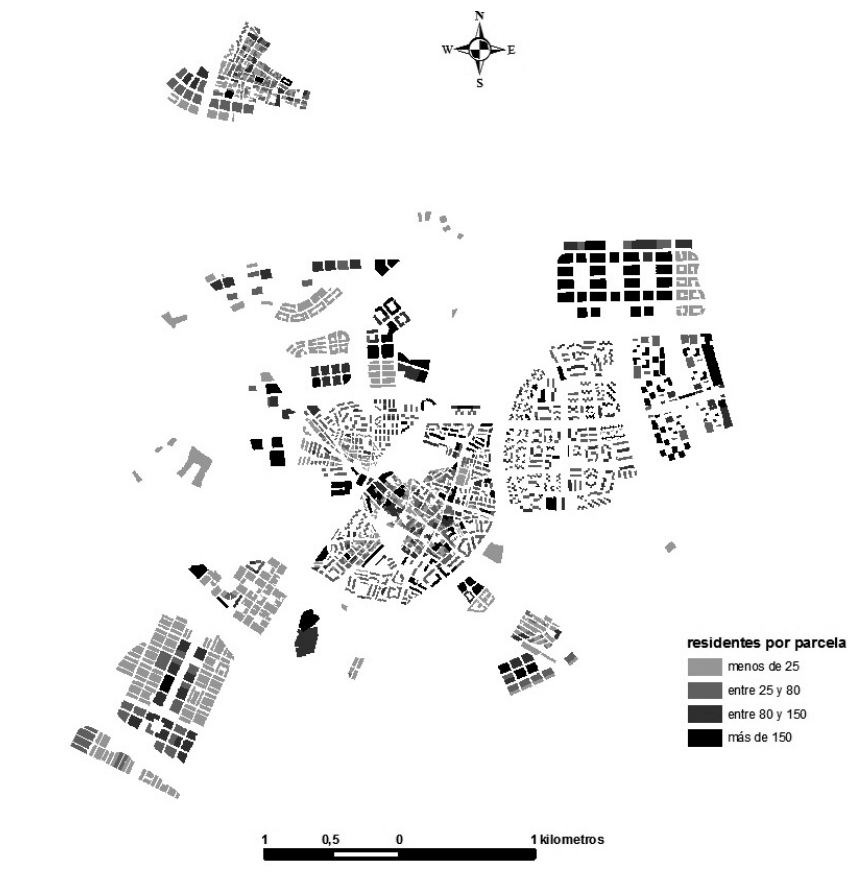 N
W E
S
residentes por parcela
menos de 25
entre 25 y 80
entre 80 y 150
más de 150
1 0,5 0 1 kilometros